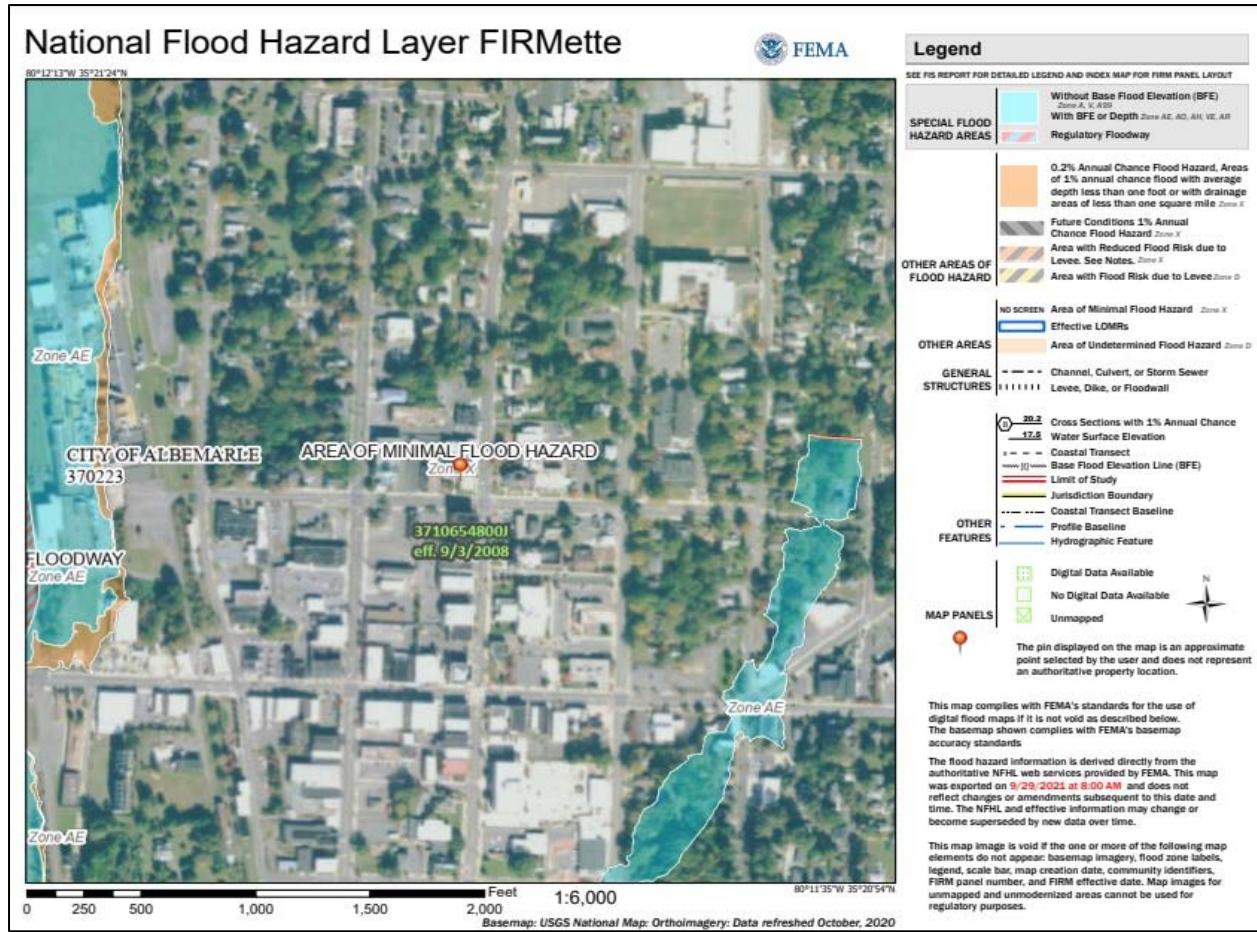 National Flood Hazard Layer FIRMette
FEMA
80°12'13"W 35°21'24"N
Zone AE
CITY OF ALBEMARLE
370223
AREA OF MINIMAL FLOOD HAZARD
Zone X
3710654800J
eff. 9/3/2008
FLOODWAY
Zone AE
Zone AE
Zone AE
80°11'35"W 35°20'54"N
0 250 500 1,000 1,500 2,000
Feet
1:6,000
Basemap: USGS National Map: Orthoimagery: Data refreshed October, 2020
Legend
SEE FIS REPORT FOR DETAILED LEGEND AND INDEX MAP FOR FIRM PANEL LAYOUT
SPECIAL FLOOD
HAZARD AREAS
Without Base Flood Elevation (BFE)
Zone A, V, A99
With BFE or Depth Zone AE, AO, AH, VE, AR
Regulatory Floodway
0.2% Annual Chance Flood Hazard, Areas
of 1% annual chance flood with average
depth less than one foot or with drainage
areas of less than one square mile Zone X
Future Conditions 1% Annual
Chance Flood Hazard Zone X
Area with Reduced Flood Risk due to
Levee. See Notes. Zone X
Area with Flood Risk due to Levee Zone D
OTHER AREAS OF
FLOOD HAZARD
NO SCREEN Area of Minimal Flood Hazard Zone X
Effective LOMRs
OTHER AREAS
Area of Undetermined Flood Hazard Zone D
GENERAL
STRUCTURES
Channel, Culvert, or Storm Sewer
Levee, Dike, or Floodwall
B 20.2 Cross Sections with 1% Annual Chance
17.5 Water Surface Elevation
Coastal Transect
Base Flood Elevation Line (BFE)
Limit of Study
Jurisdiction Boundary
Coastal Transect Baseline
OTHER
FEATURES
Profile Baseline
Hydrographic Feature
Digital Data Available
No Digital Data Available
Unmapped
MAP PANELS
N
The pin displayed on the map is an approximate
point selected by the user and does not represent
an authoritative property location.
This map complies with FEMA's standards for the use of
digital flood maps if it is not void as described below.
The basemap shown complies with FEMA's basemap
accuracy standards
The flood hazard information is derived directly from the
authoritative NFHL web services provided by FEMA. This map
was exported on 9/29/2021 at 8:00 AM and does not
reflect changes or amendments subsequent to this date and
time. The NFHL and effective information may change or
become superseded by new data over time.
This map image is void if the one or more of the following map
elements do not appear: basemap imagery, flood zone labels,
legend, scale bar, map creation date, community identifiers,
FIRM panel number, and FIRM effective date. Map images for
unmapped and unmodernized areas cannot be used for
regulatory purposes.